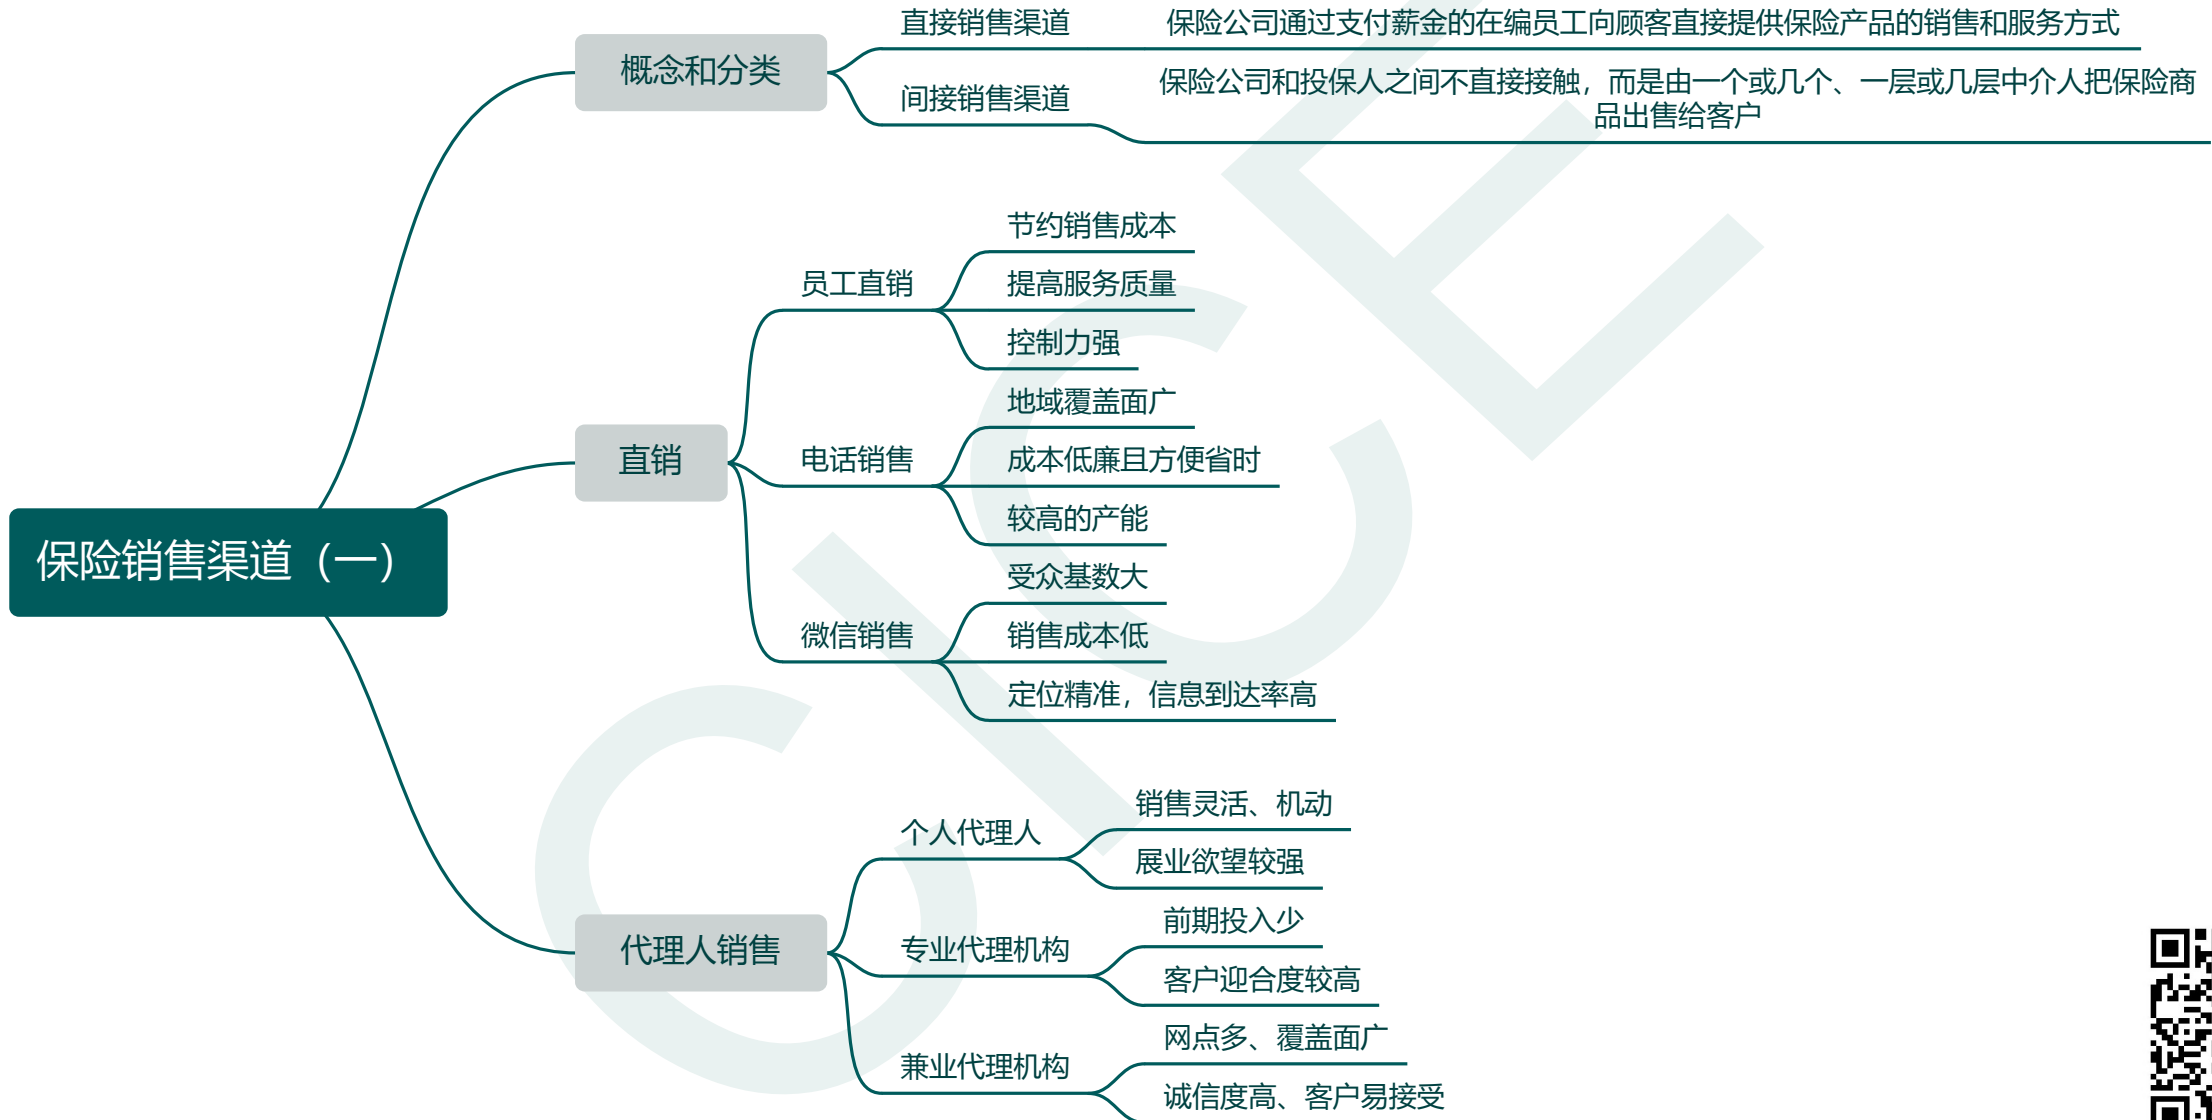 保险销售渠道（一）
概念和分类
直接销售渠道
保险公司通过支付薪金的在编员工向顾客直接提供保险产品的销售和服务方式
间接销售渠道
保险公司和投保人之间不直接接触，而是由一个或几个、一层或几层中介人把保险商
品出售给客户
直销
员工直销
节约销售成本
提高服务质量
控制力强
电话销售
地域覆盖面广
成本低廉且方便省时
较高的产能
微信销售
受众基数大
销售成本低
定位精准，信息到达率高
代理人销售
个人代理人
销售灵活、机动
展业欲望较强
专业代理机构
前期投入少
客户迎合度较高
兼业代理机构
网点多、覆盖面广
诚信度高、客户易接受
CICE